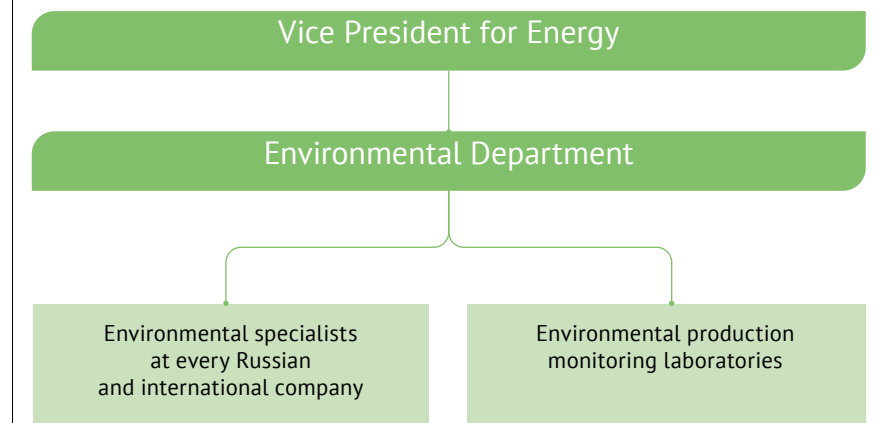 Vice President for Energy
Environmental Department
Environmental specialists
at every Russian
and international company
Environmental production
monitoring laboratories